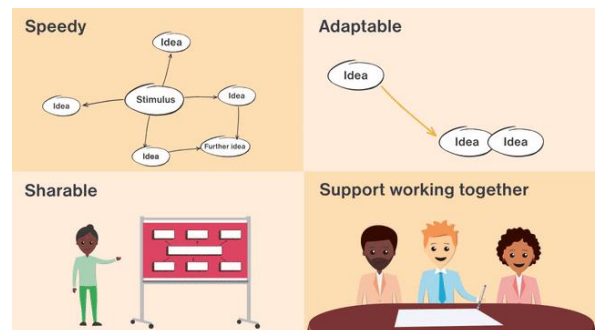 Speedy
Idea
Idea
Stimulus
Idea
Idea
Further idea
Adaptable
Idea
Idea
Idea
Sharable
Support working together